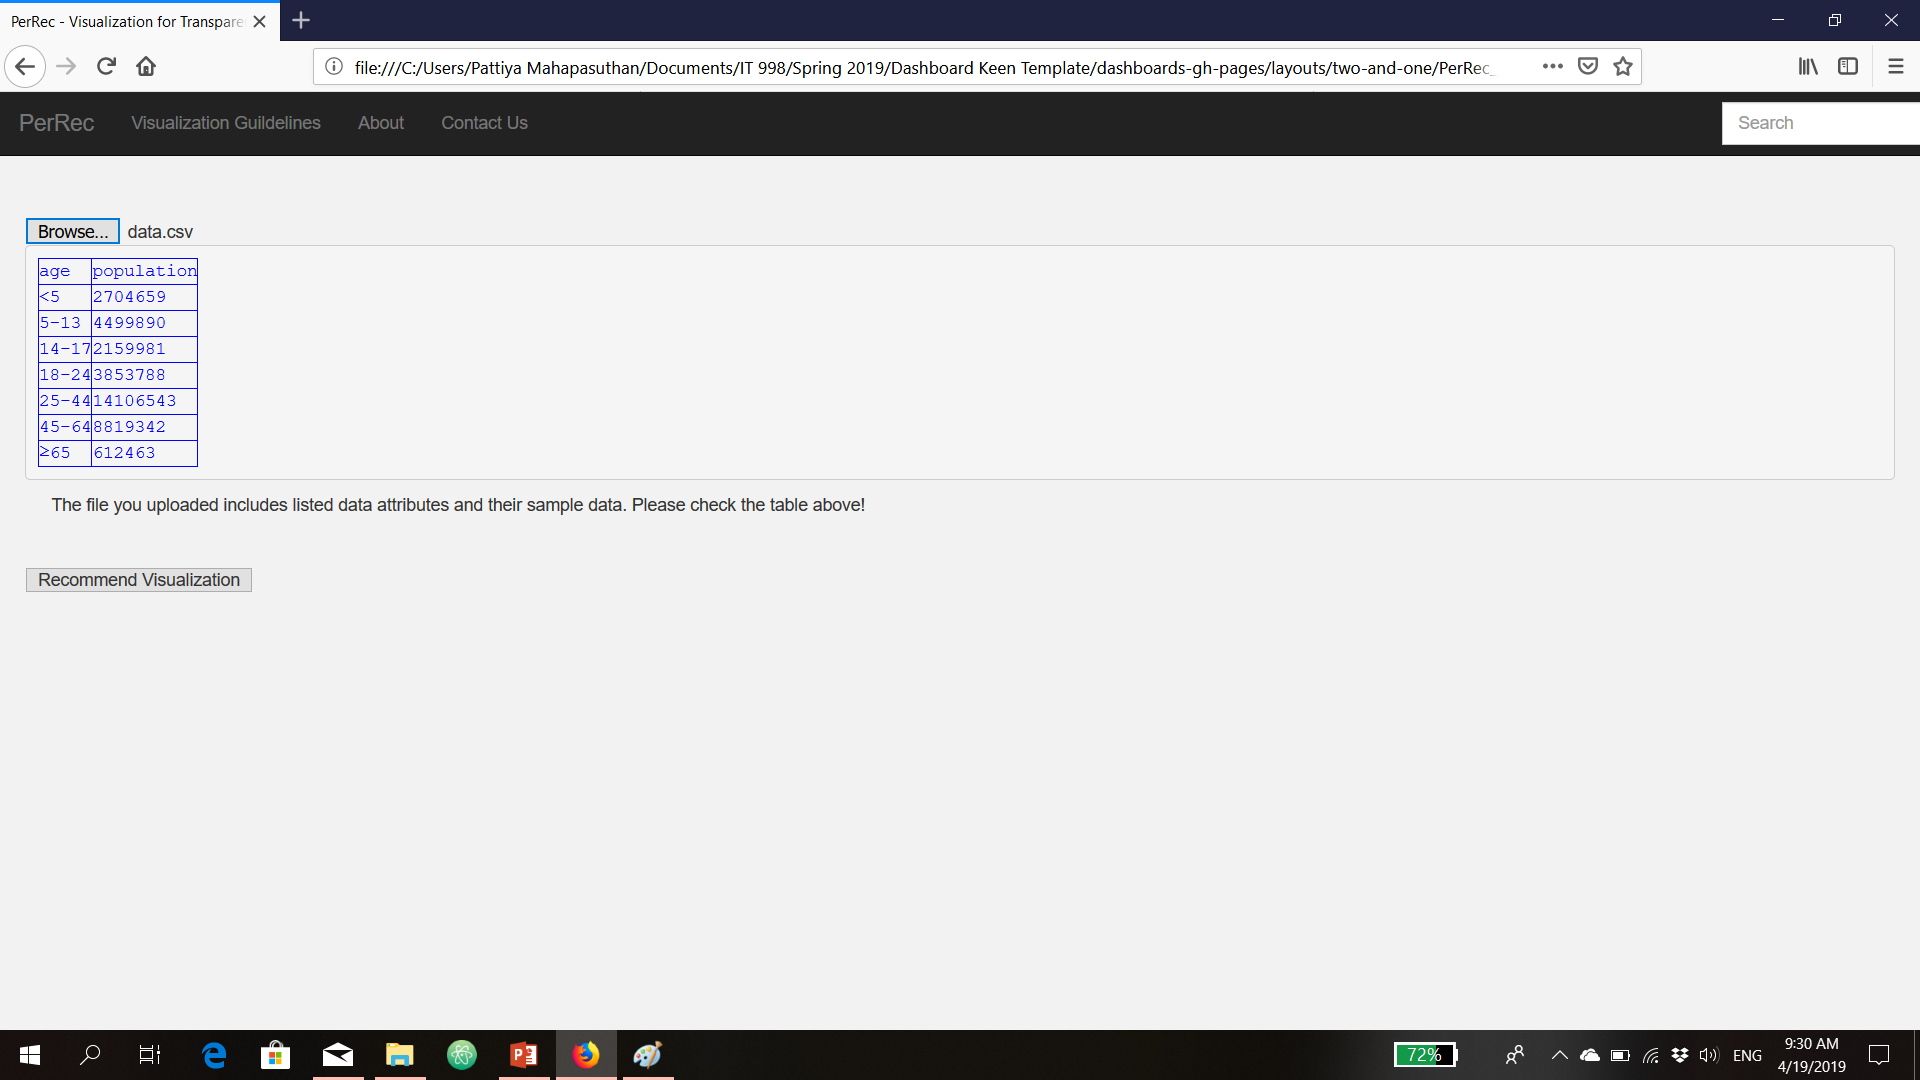 PerRec - Visualization for Transpare
file:///C:/Users/Pattiya Mahapasuthan/Documents/IT 998/Spring 2019/Dashboard Keen Template/dashboards-gh-pages/layouts/two-and-one/PerRec_
PerRec Visualization Guildelines About Contact Us Search
Browse... data.csv
age population
<5 2704659
5-13 4499890
14-17 2159981
18-24 3853788
25-44 14106543
45-64 8819342
≥65 612463
The file you uploaded includes listed data attributes and their sample data. Please check the table above!
Recommend Visualization
72% ENG 9:30 AM
4/19/2019